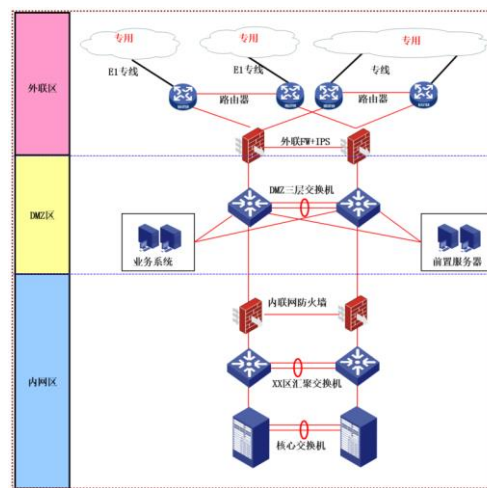 专用
专用
专用
E1专线
E1专线
专线
路由器
路由器
外联区
外联FW+IPS
DMZ三层交换机
DMZ区
业务系统
前置服务器
内联网防火墙
内网区
XX区汇聚交换机
核心交换机